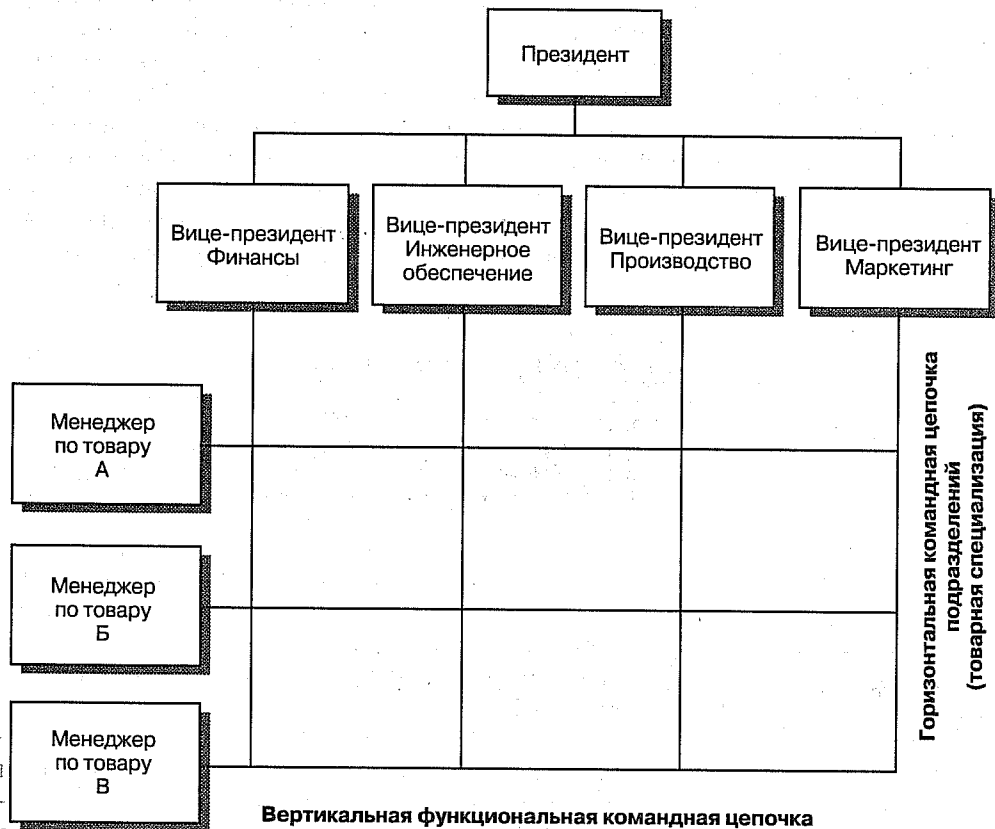 Президент
Вице-президент
Финансы
Вице-президент
Инженерное
обеспечение
Вице-президент
Производство
Вице-президент
Маркетинг
Менеджер
по товару
А
Менеджер
по товару
Б
Менеджер
по товару
В
Горизонтальная командная цепочка
подразделений
(товарная специализация)
Вертикальная функциональная командная цепочка